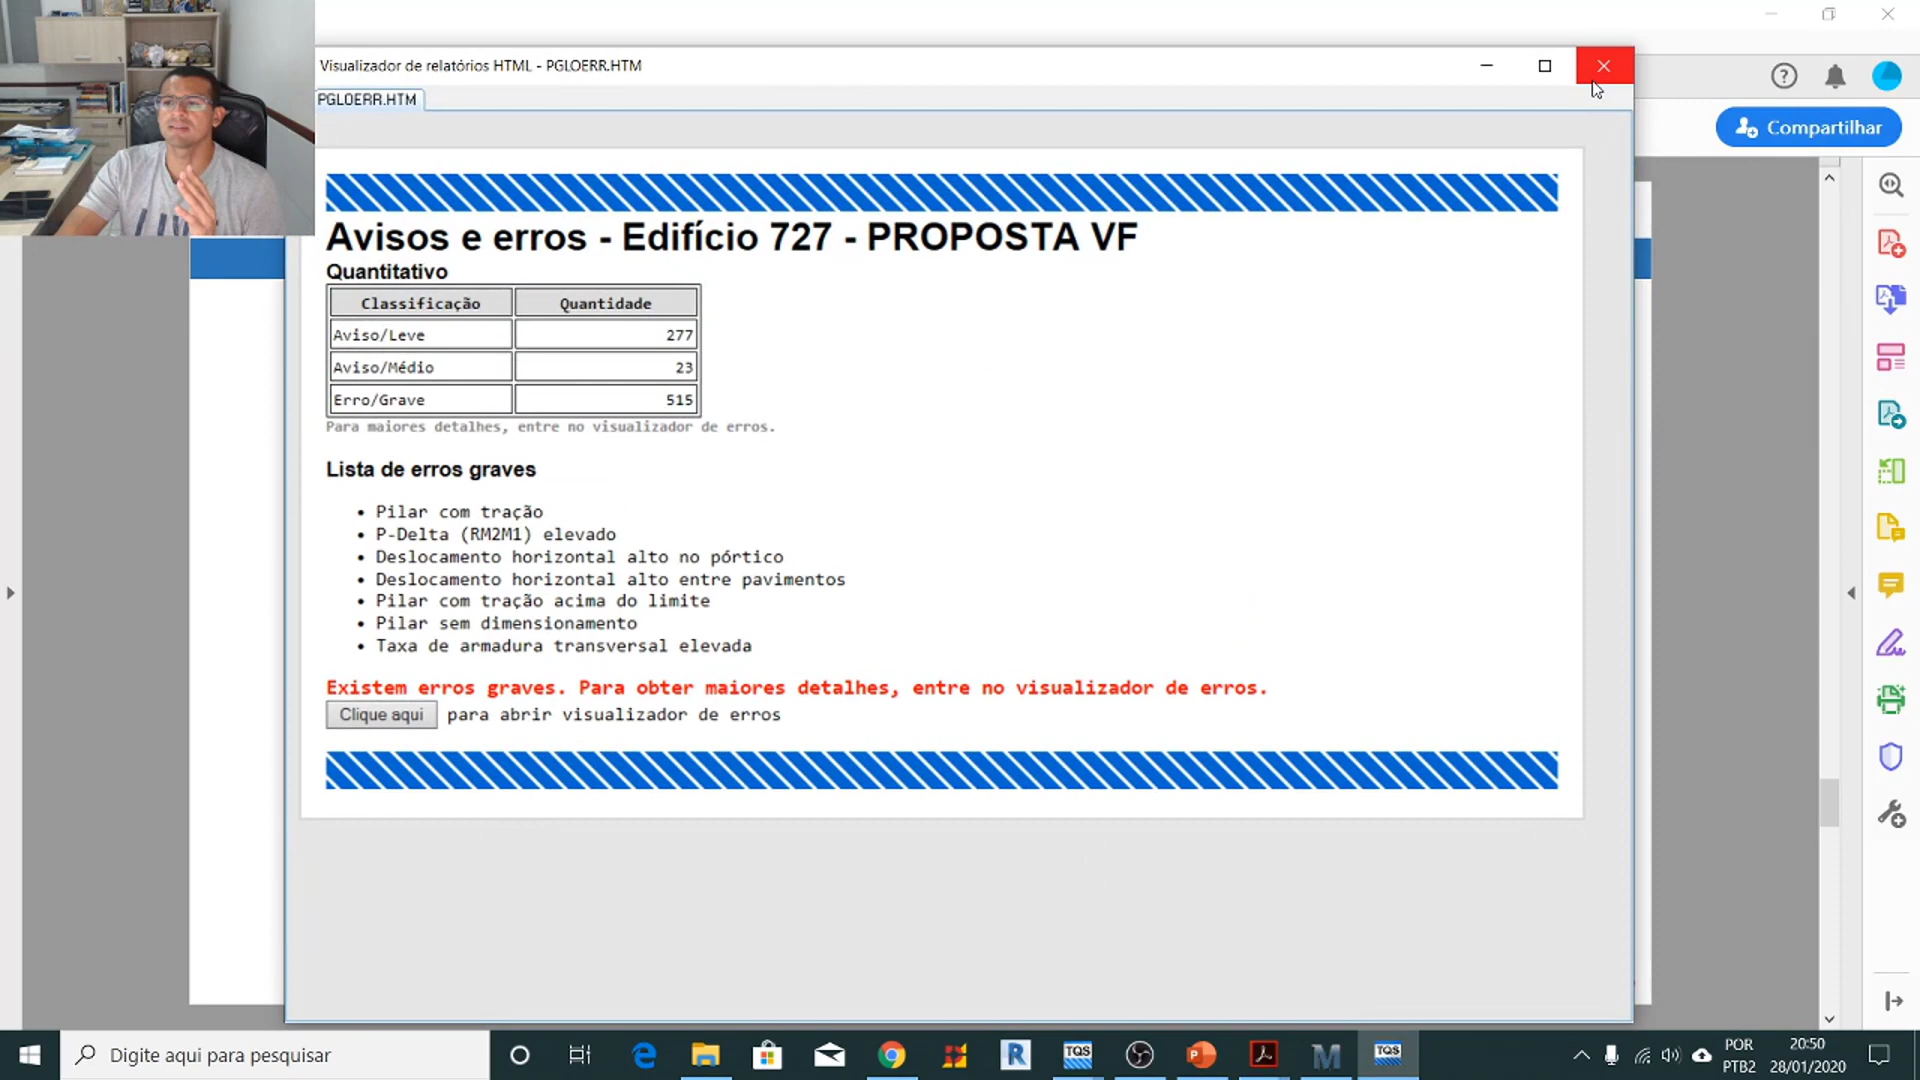 Visualizador de relatórios HTML - PGLOERR.HTM
PGLOERR.HTM
Compartilhar
Avisos e erros - Edifício 727 - PROPOSTA VF
Quantitativo
Classificação Quantidade
Aviso/Leve 277
Aviso/Médio 23
Erro/Grave 515
Para maiores detalhes, entre no visualizador de erros.
Lista de erros graves
• Pilar com tração
• P-Delta (RM2M1) elevado
• Deslocamento horizontal alto no pórtico
• Deslocamento horizontal alto entre pavimentos
• Pilar com tração acima do limite
• Pilar sem dimensionamento
• Taxa de armadura transversal elevada
Existem erros graves. Para obter maiores detalhes, entre no visualizador de erros.
Clique aqui para abrir visualizador de erros
Digite aqui para pesquisar
TQS
TQS
POR
PTB2
20:50
28/01/2020